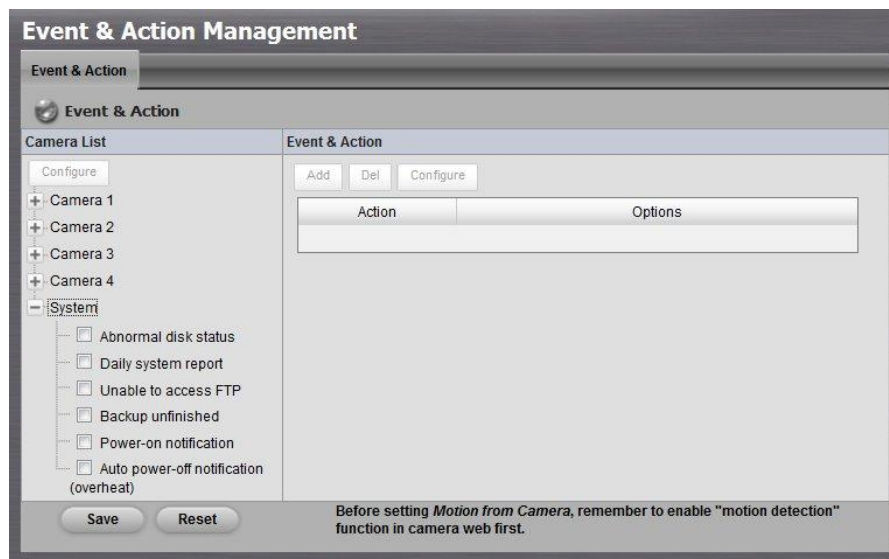 Event & Action Management
Event & Action
Event & Action
Camera List
Configure
Camera 1
Camera 2
Camera 3
Camera 4
System
Abnormal disk status
Daily system report
Unable to access FTP
Backup unfinished
Power-on notification
Auto power-off notification
(overheat)
Event & Action
Add Del Configure
Action Options
Save Reset
Before setting Motion from Camera, remember to enable "motion detection"
function in camera web first.